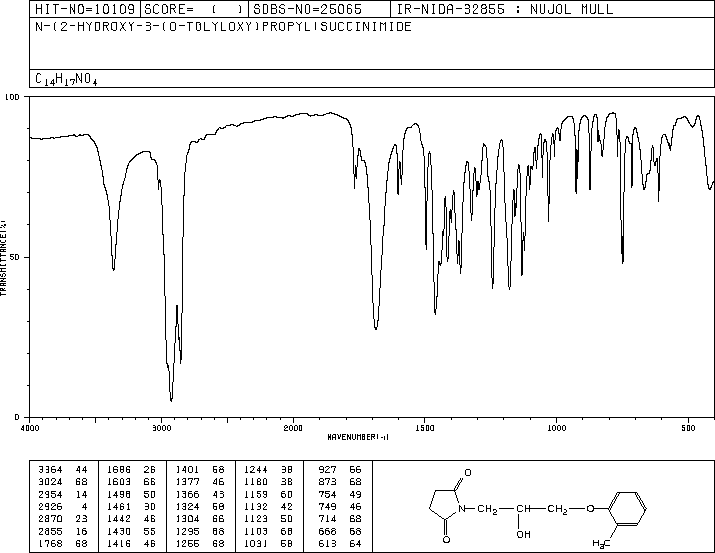 HIT-NO=10109 SCORE= ( ) SDBS-NO=25065 IR-NIDA-32855 : NUJOL MULL
N-(2-HYDROXY-3-(O-TOLYLOXY)PROPYL)SUCCINIMIDE
C14H17NO4
100
50
0
TRANSMITTANCE(%)
4000 3000 2000 1500 1000 500
WAVENUMBER(-1)
3364 44 1686 26 1401 58 1244 38 927 66
3024 68 1603 66 1377 46 1180 38 873 68
2954 14 1498 50 1366 43 1159 60 754 49
2926 4 1461 30 1324 58 1132 42 749 46
2870 23 1442 46 1304 66 1123 50 714 68
2855 16 1430 55 1295 68 1103 68 668 68
1768 68 1416 46 1256 68 1031 58 613 64
O
N
CH2
CH
CH2
O
OH
O
H3C